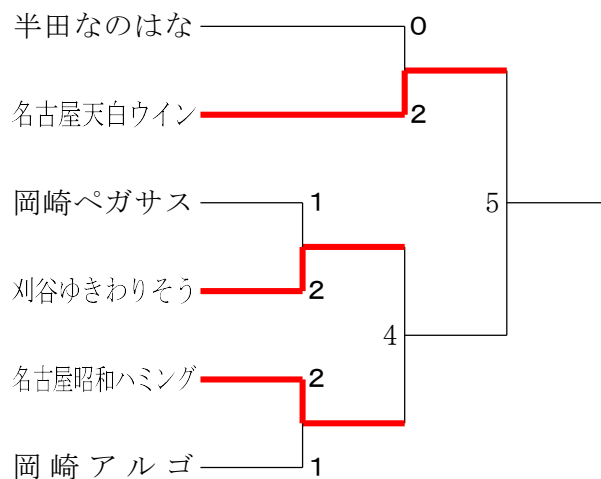 半田なのはな 0
名古屋天白ウイン 2
岡崎ペガサス 1
5
刈谷ゆきわりそう 2
4
名古屋昭和ハミング 2
岡崎アルゴ 1